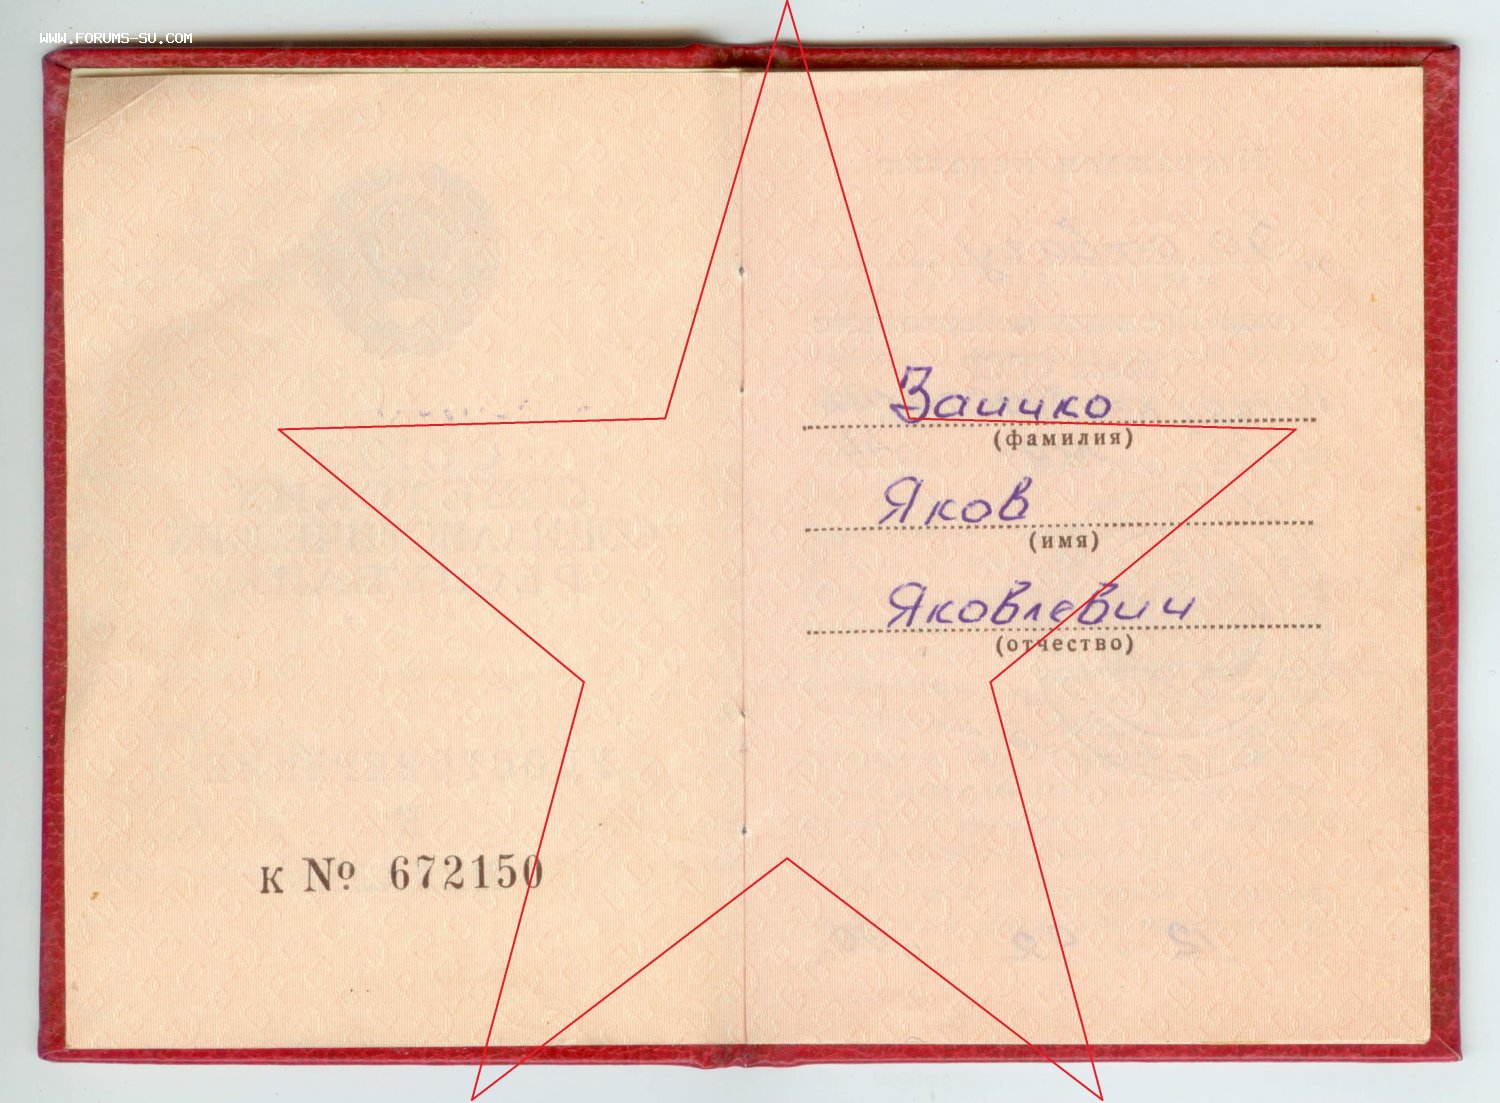 WWW.FORUMS-SU.COM
Заичко
(фамилия)
Яков
(имя)
Яковлевич
(отчество)
К № 672150